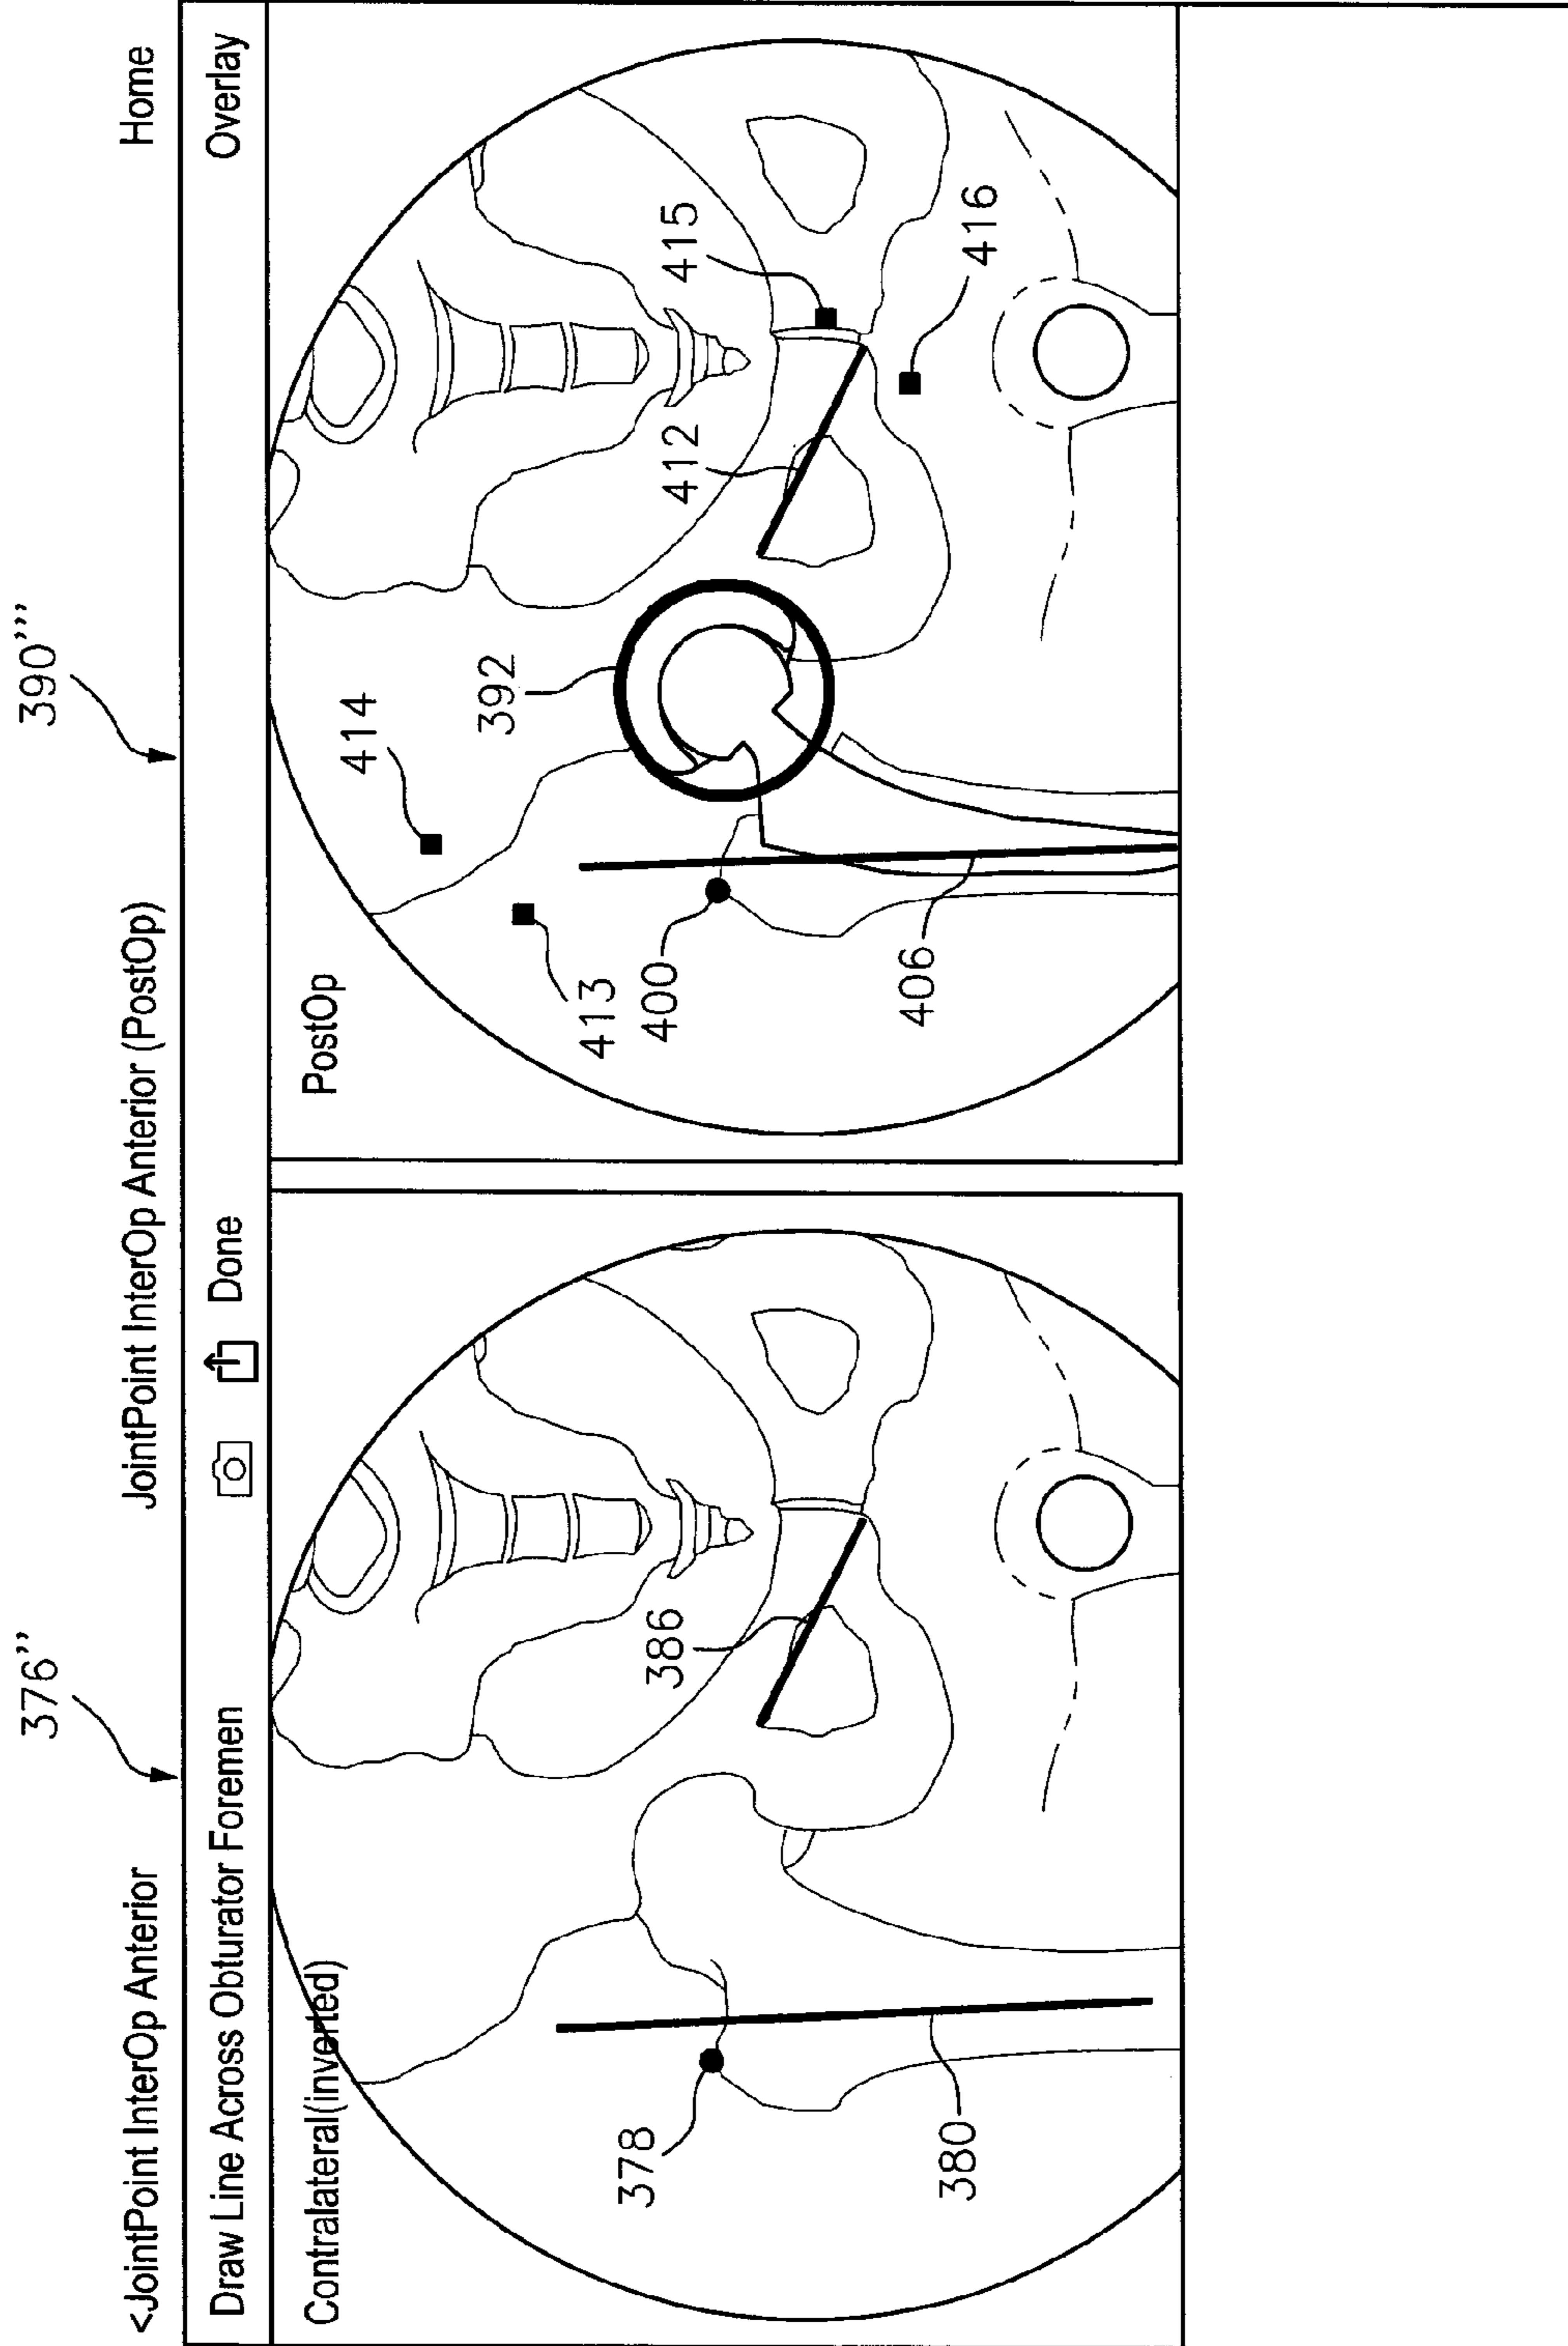 376’’
390’’’
<JointPoint InterOp Anterior
JointPoint InterOp Anterior (PostOp)
Home
Draw Line Across Obturator Foremen
Done
Overlay
Contralateral(inverted)
378
380
386
PostOp
413
414
400
406
392
412
415
416